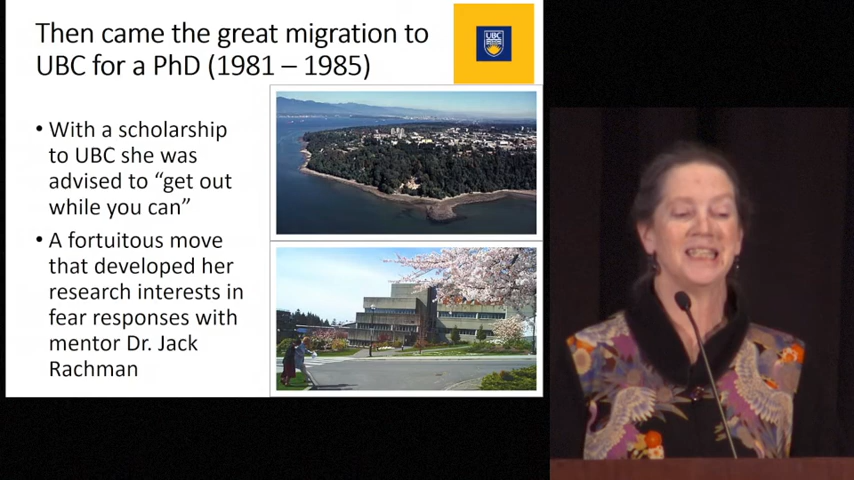 Then came the great migration to
UBC for a PhD (1981 – 1985)
UBC
• With a scholarship
to UBC she was
advised to “get out
while you can”
• A fortuitous move
that developed her
research interests in
fear responses with
mentor Dr. Jack
Rachman